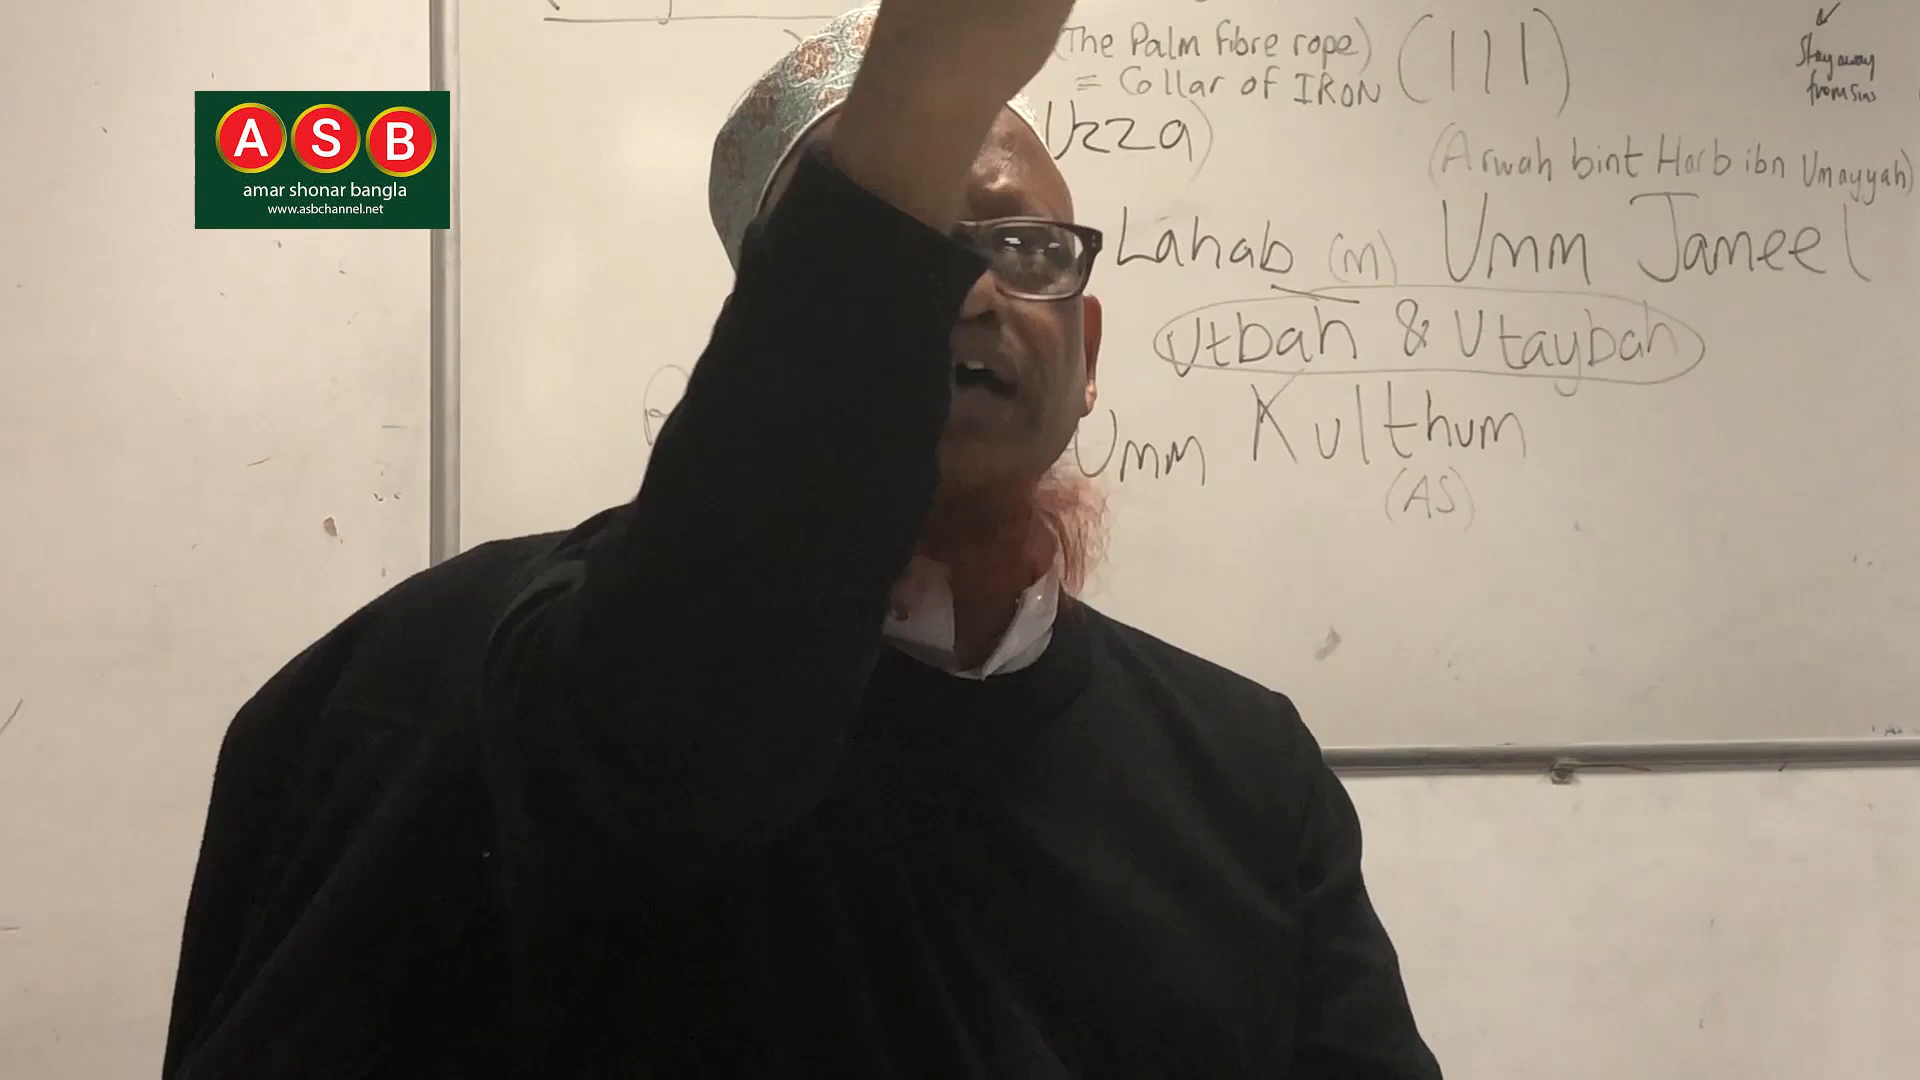 (The Palm Fibre rope) (111)
= Collar of IRON
Stay away
from sins
Uzza)
(Arwah bint Harb ibn Umayyah)
Lahab (m) Umm Jameel
Utbah & Utaybah
Umm Kulthum
(AS)
A S B
amar shonar bangla
www.asbchannel.net